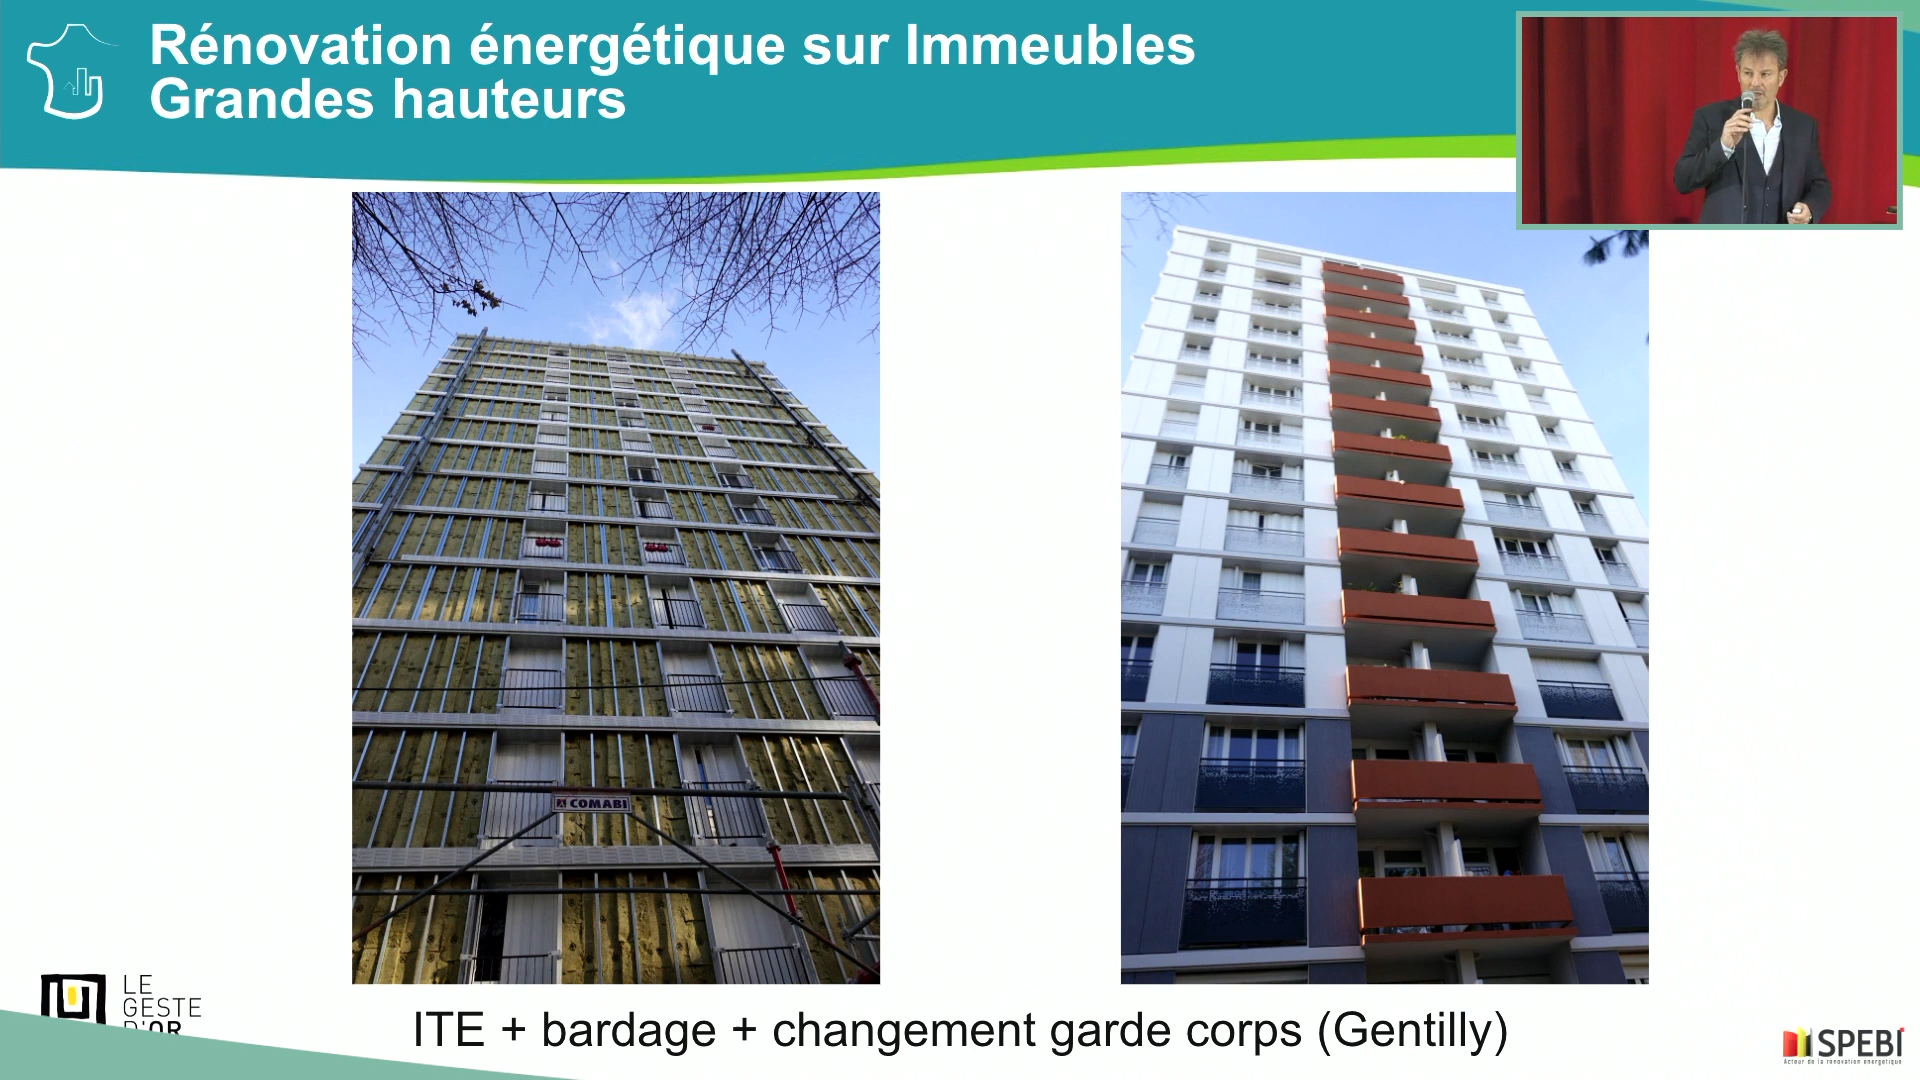 Rénovation énergétique sur Immeubles
Grandes hauteurs
COMABI
LE
GESTE
D'OR
ITE + bardage + changement garde corps (Gentilly)
SPEBI
Acteur de la rénovation énergétique